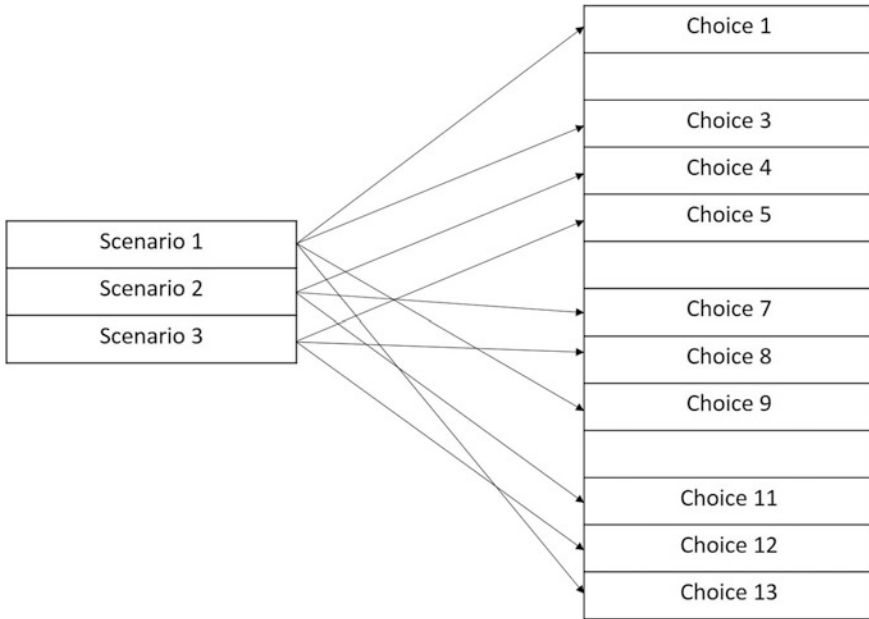 Scenario 1
Scenario 2
Scenario 3
Choice 1
Choice 3
Choice 4
Choice 5
Choice 7
Choice 8
Choice 9
Choice 11
Choice 12
Choice 13